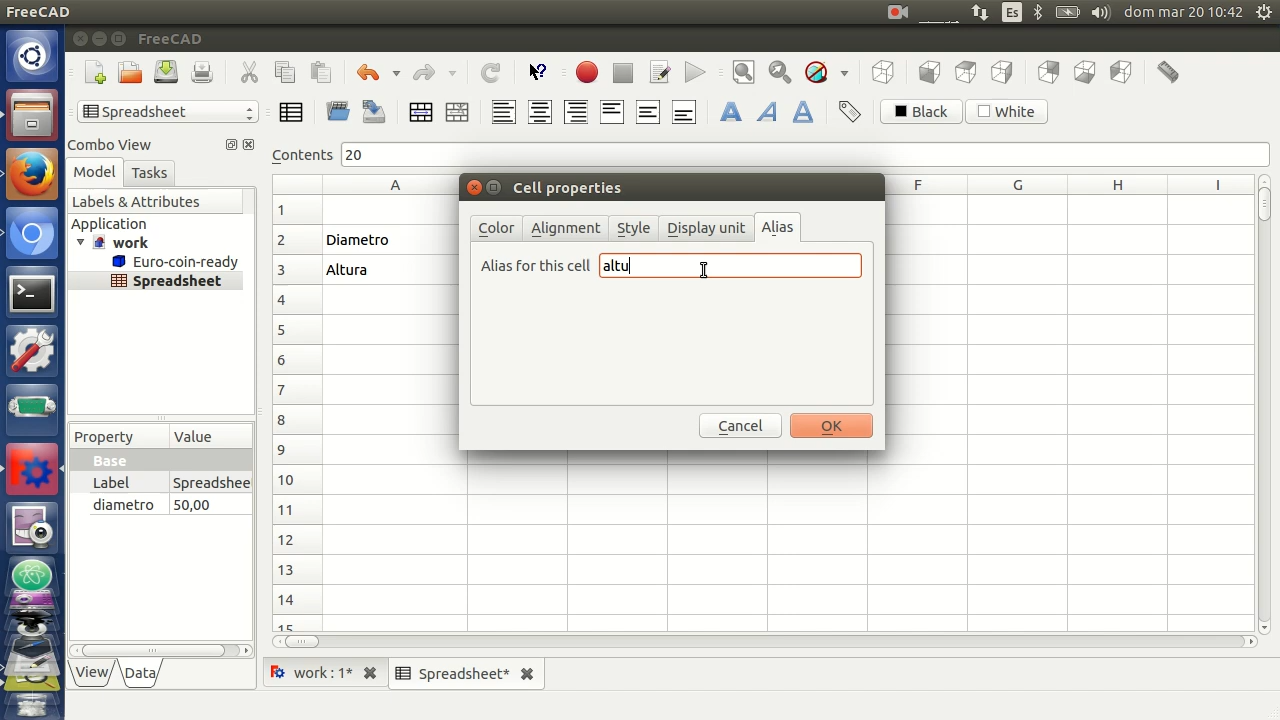 FreeCAD
Es
dom mar 20 10:42
FreeCAD
Spreadsheet
Black
White
Combo View
Model
Tasks
Labels & Attributes
Application
work
Euro-coin-ready
Spreadsheet
Property
Value
Base
Label
Spreadshee
diametro
50,00
View
Data
Contents
20
A
F
G
H
I
1
2
Diametro
3
Altura
4
5
6
7
8
9
10
11
12
13
14
15
Cell properties
Color
Alignment
Style
Display unit
Alias
Alias for this cell
altu
Cancel
OK
work : 1*
Spreadsheet*